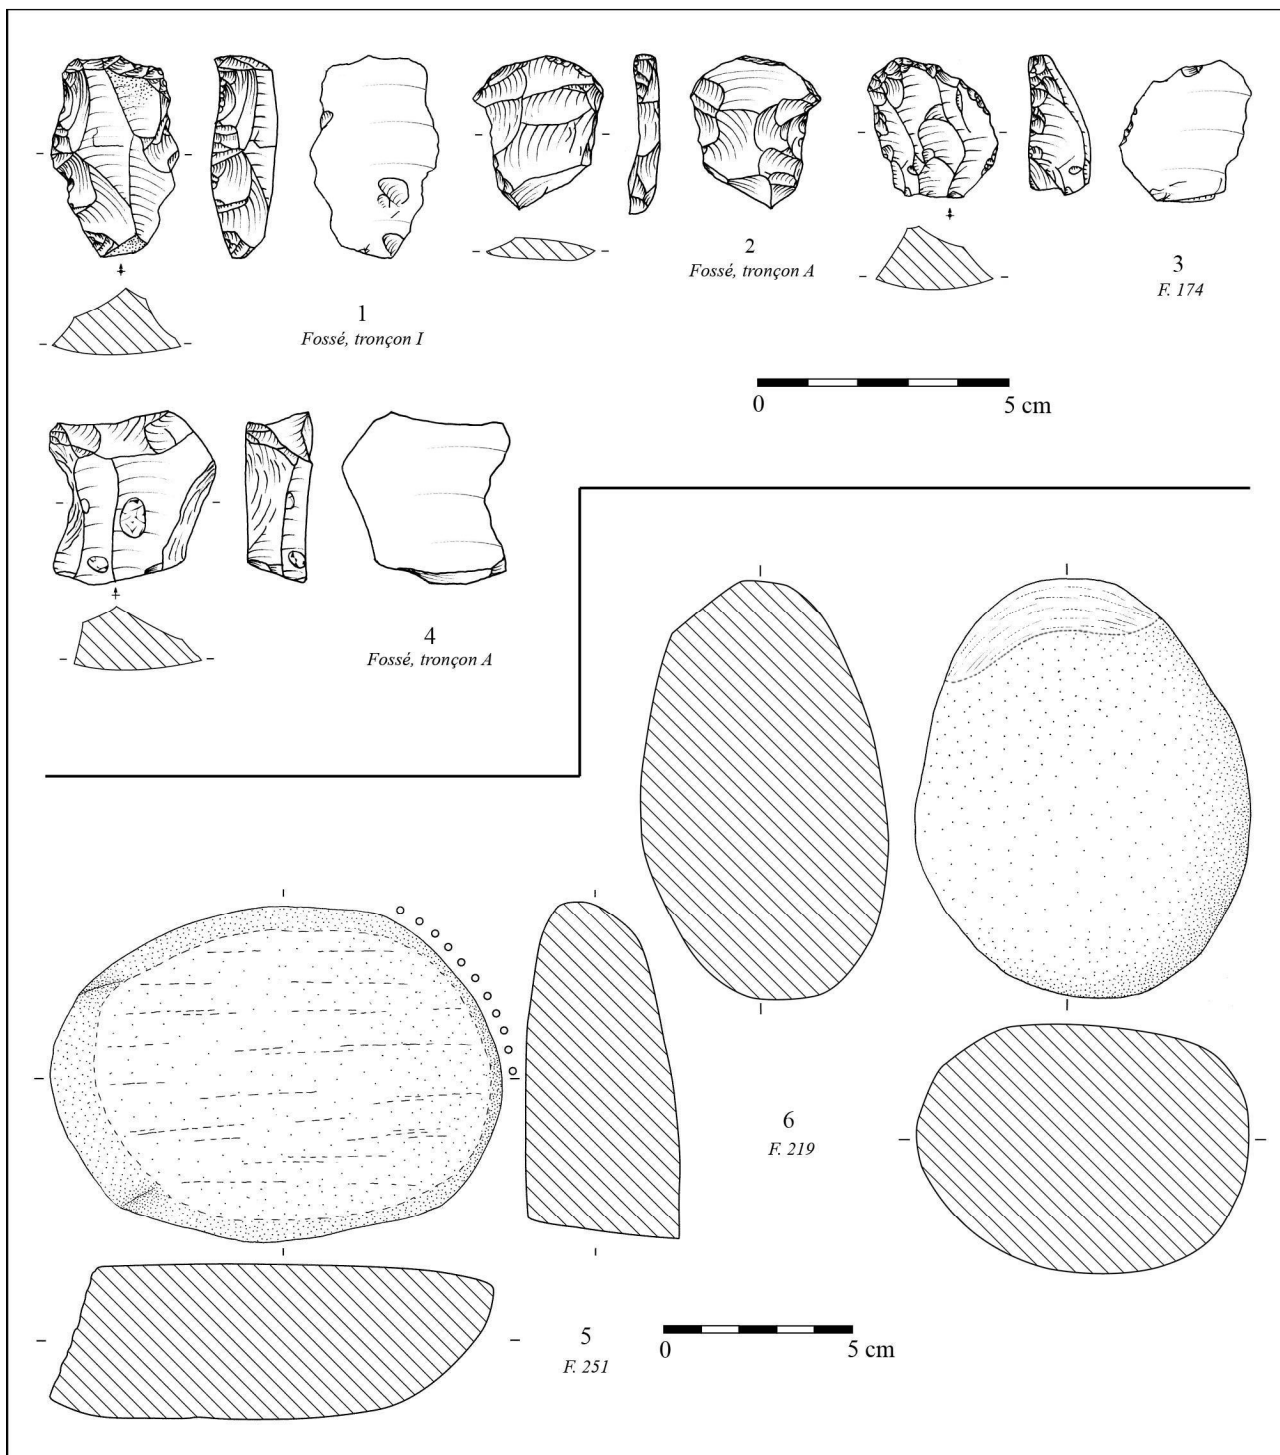 1
Fossé, tronçon I
2
Fossé, tronçon A
3
F. 174
0 5 cm
4
Fossé, tronçon A
6
F. 219
5
F. 251
0 5 cm